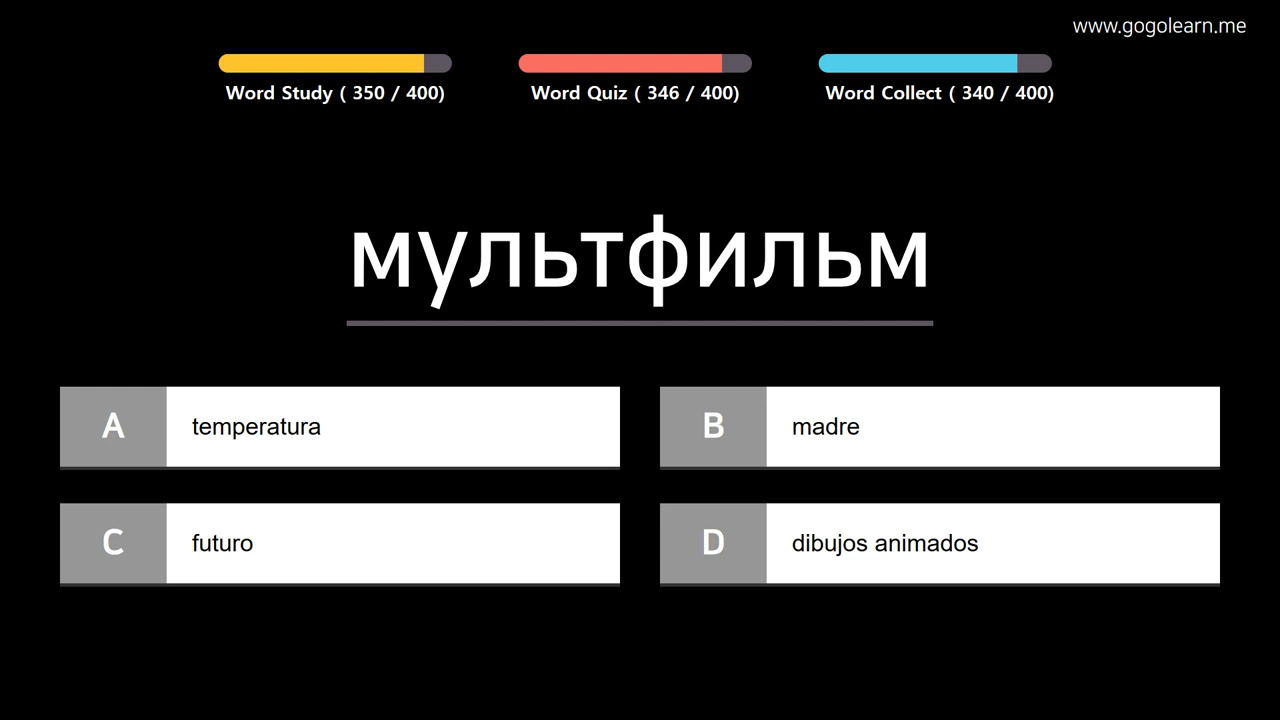 www.gogolearn.me
Word Study ( 350 / 400)
Word Quiz ( 346 / 400)
Word Collect ( 340 / 400)
мультфильм
A temperatura
B madre
C futuro
D dibujos animados